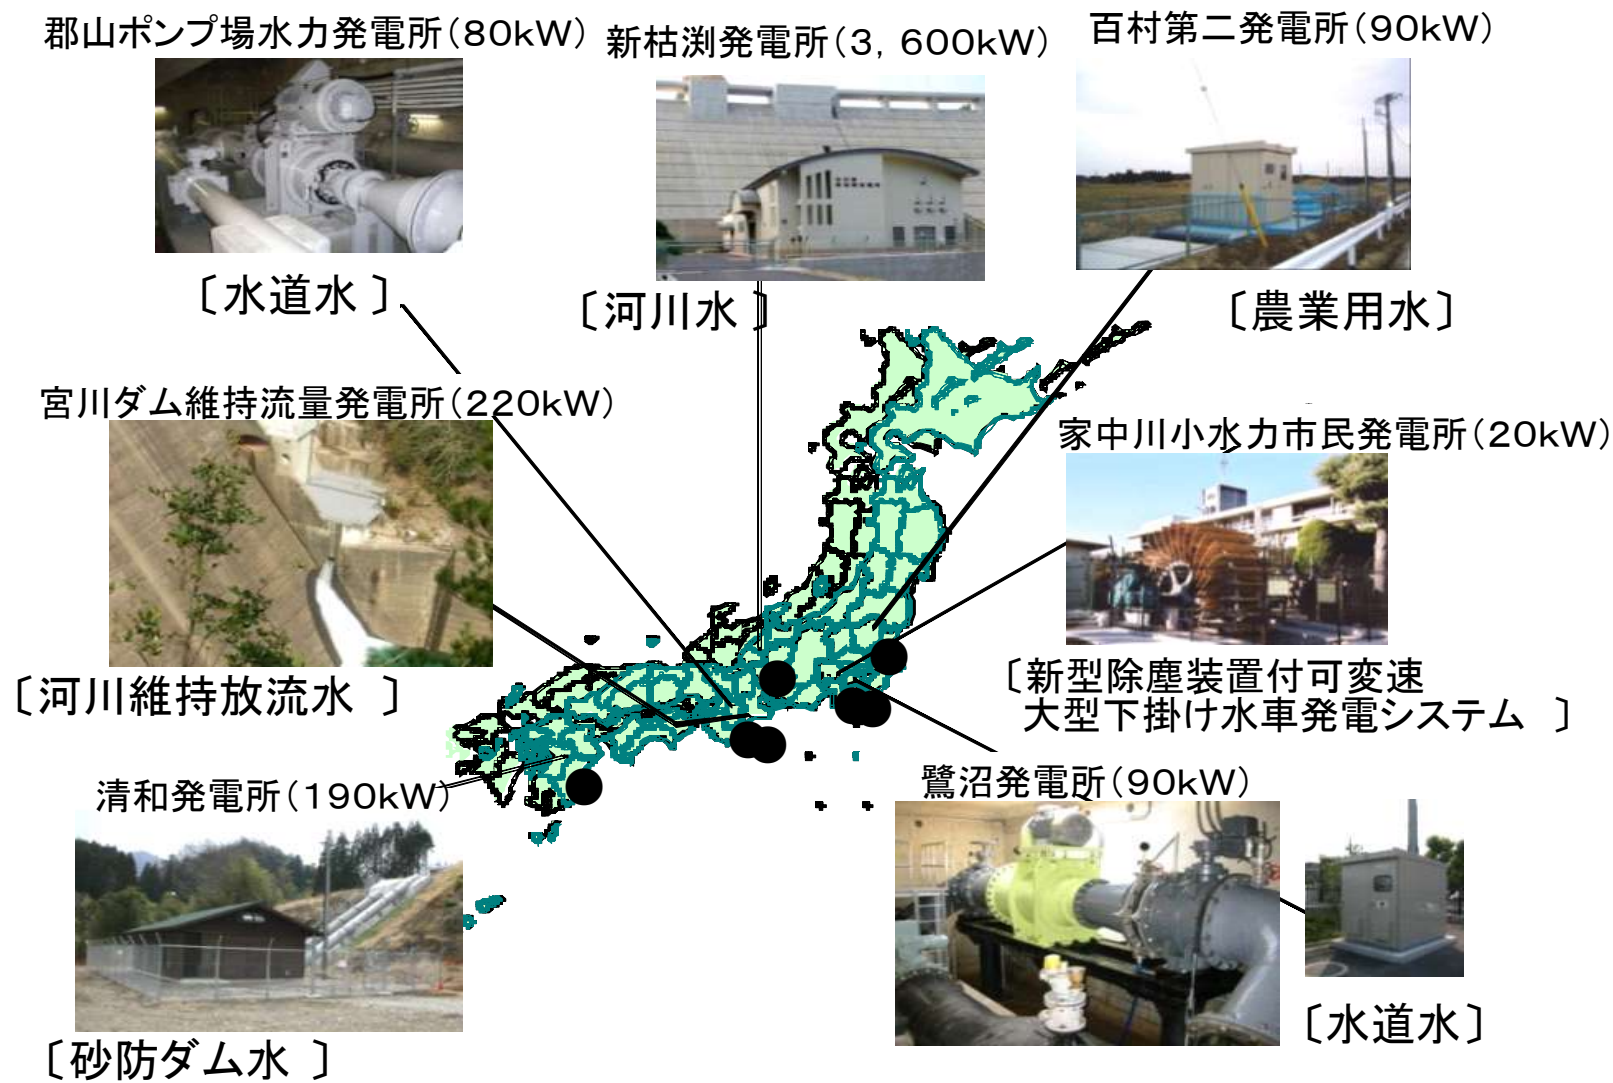 郡山ポンプ場水力発電所(80kW)
新枯渕発電所(3，600kW)
百村第二発電所(90kW)
〔水道水 〕
〔河川水 〕
〔農業用水〕
宮川ダム維持流量発電所(220kW)
家中川小水力市民発電所(20kW)
〔河川維持放流水 〕
〔新型除塵装置付可変速
大型下掛け水車発電システム 〕
清和発電所(190kW)
鷺沼発電所(90kW)
〔水道水〕
〔砂防ダム水 〕